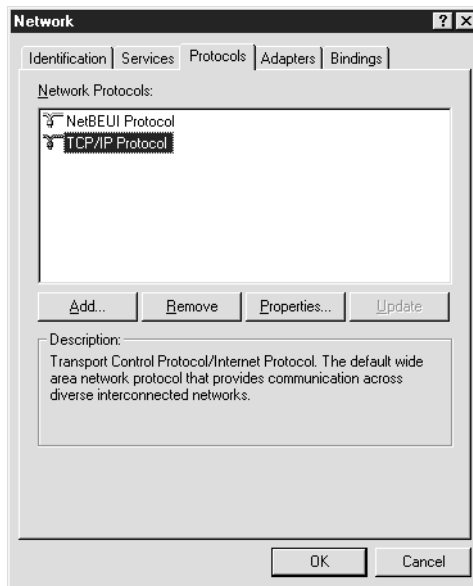 Network
Identification Services Protocols Adapters Bindings
Network Protocols:
NetBEUI Protocol
TCP/IP Protocol
Add... Remove Properties... Update
Description:
Transport Control Protocol/Internet Protocol. The default wide
area network protocol that provides communication across
diverse interconnected networks.
OK Cancel